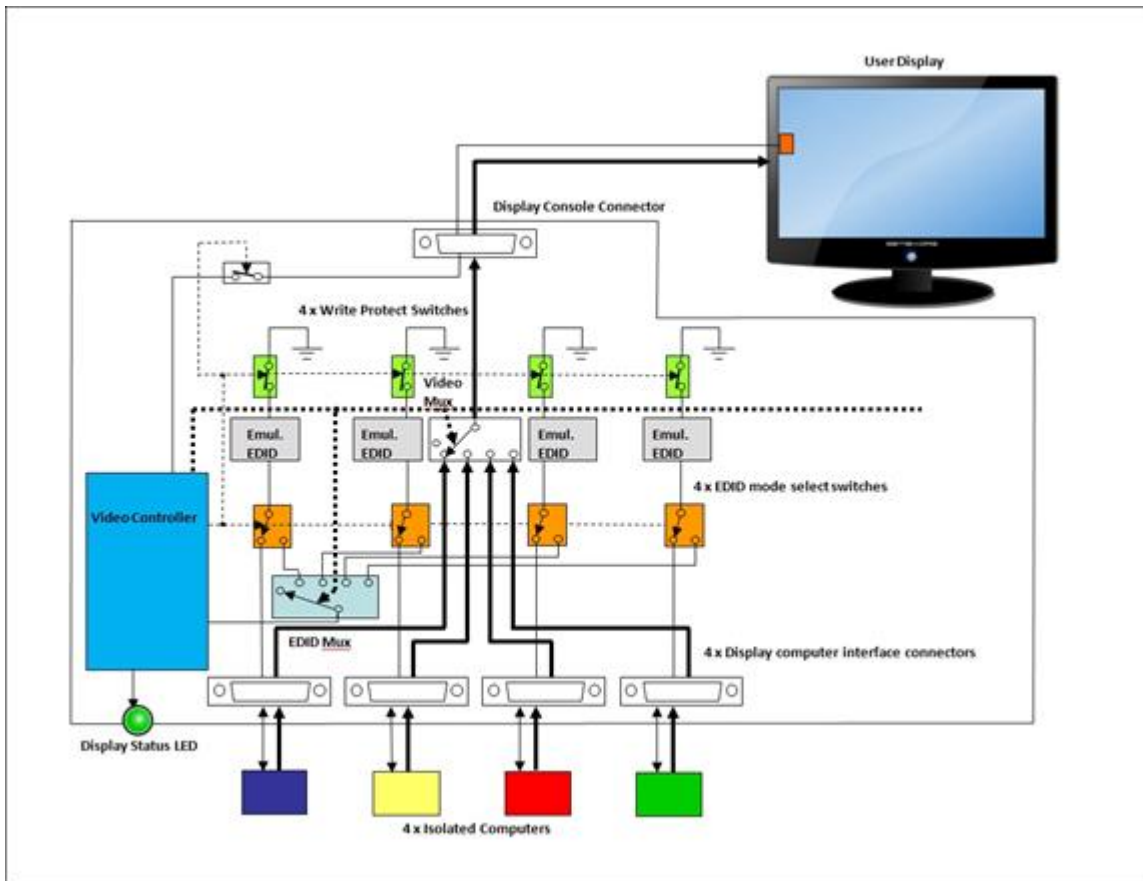 User Display
Display Console Connector
4 x Write Protect Switches
Video
Mux
Emul.
EDID
Emul.
EDID
Emul.
EDID
Emul.
EDID
4 x EDID mode select switches
Video Controller
EDID Mux
4 x Display computer interface connectors
Display Status LED
4 x Isolated Computers